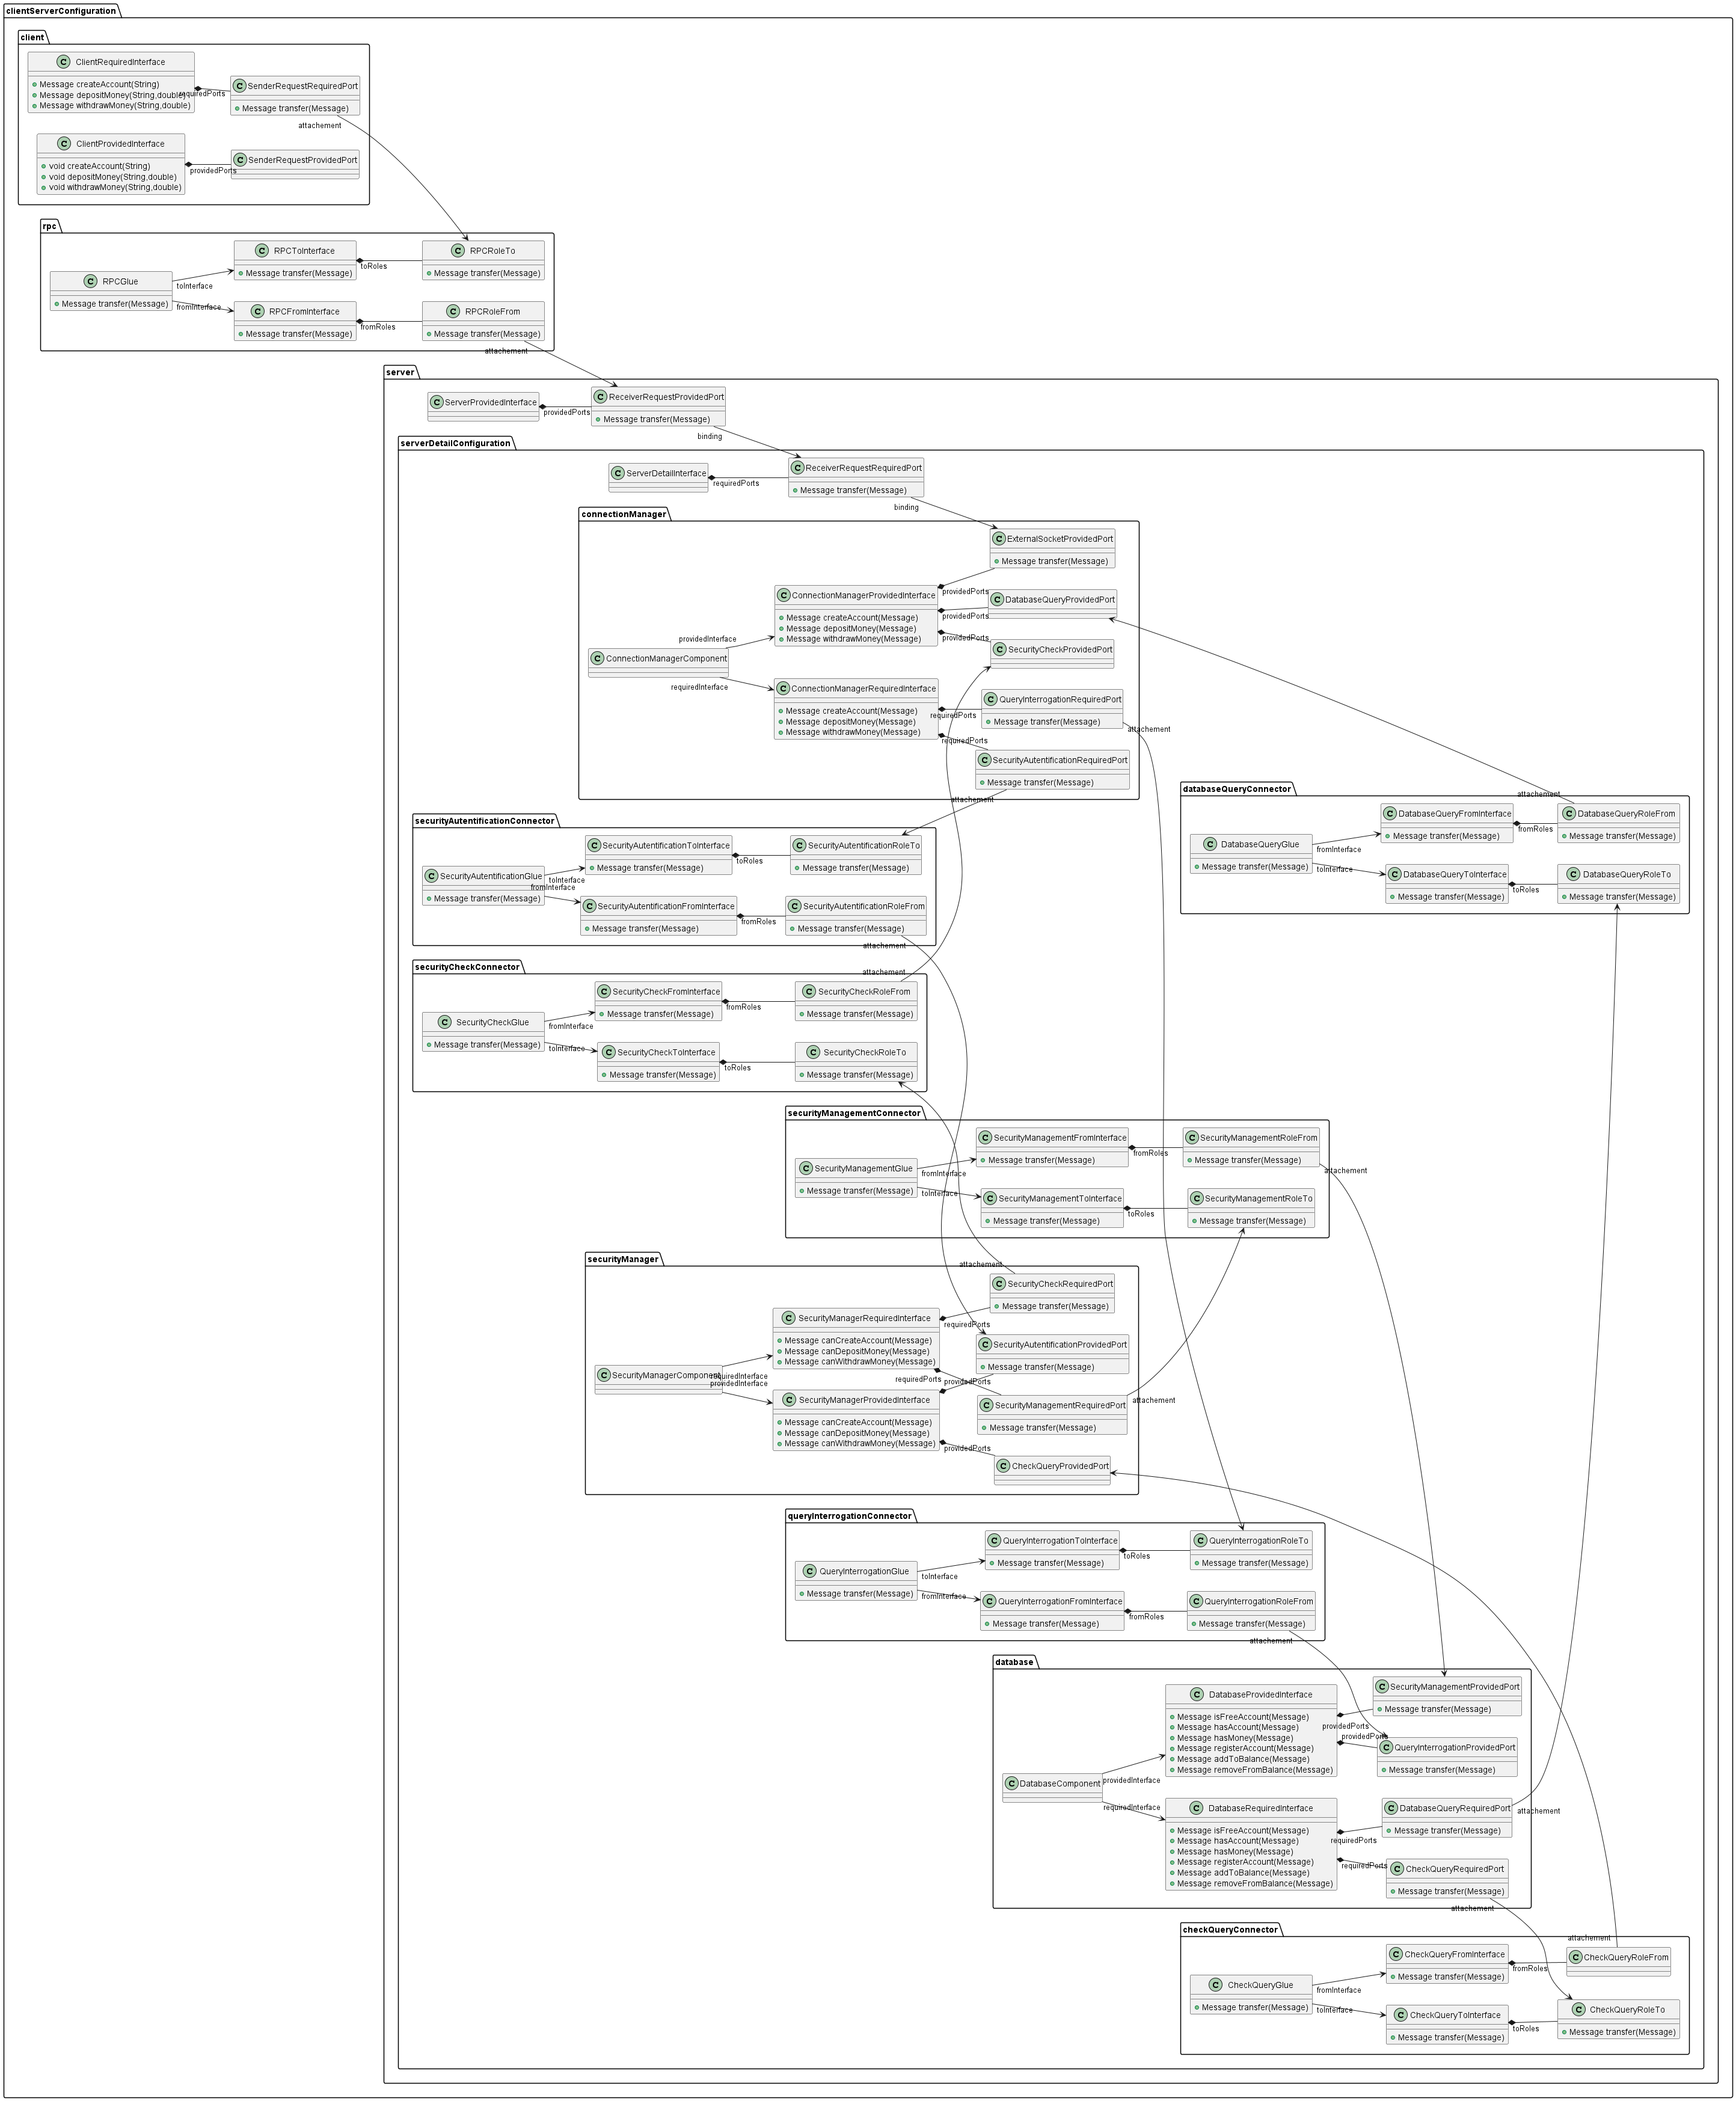 clientServerConfiguration
client
C ClientRequiredInterface
Message createAccount(String)
Message depositMoney(String,double)
Message withdrawMoney(String,double)
requiredPorts
C SenderRequestRequiredPort
Message transfer(Message)
attachement
C ClientProvidedInterface
void createAccount(String)
void depositMoney(String,double)
void withdrawMoney(String,double)
providedPorts
C SenderRequestProvidedPort
rpc
C RPCGlue
Message transfer(Message)
toInterface
fromInterface
C RPCToInterface
Message transfer(Message)
toRoles
C RPCRoleTo
Message transfer(Message)
C RPCFromInterface
Message transfer(Message)
fromRoles
C RPCRoleFrom
Message transfer(Message)
attachement
server
C ServerProvidedInterface
providedPorts
C ReceiverRequestProvidedPort
Message transfer(Message)
binding
serverDetailConfiguration
C ServerDetailInterface
requiredPorts
C ReceiverRequestRequiredPort
Message transfer(Message)
binding
connectionManager
C ConnectionManagerComponent
providedInterface
requiredInterface
C ConnectionManagerProvidedInterface
Message createAccount(Message)
Message depositMoney(Message)
Message withdrawMoney(Message)
providedPorts
providedPorts
providedPorts
C ExternalSocketProvidedPort
Message transfer(Message)
C DatabaseQueryProvidedPort
C SecurityCheckProvidedPort
C ConnectionManagerRequiredInterface
Message createAccount(Message)
Message depositMoney(Message)
Message withdrawMoney(Message)
requiredPorts
requiredPorts
C QueryInterrogationRequiredPort
Message transfer(Message)
attachement
C SecurityAutentificationRequiredPort
Message transfer(Message)
attachement
databaseQueryConnector
C DatabaseQueryGlue
Message transfer(Message)
fromInterface
toInterface
C DatabaseQueryFromInterface
Message transfer(Message)
fromRoles
attachement
C DatabaseQueryRoleFrom
Message transfer(Message)
C DatabaseQueryToInterface
Message transfer(Message)
toRoles
C DatabaseQueryRoleTo
Message transfer(Message)
securityAutentificationConnector
C SecurityAutentificationGlue
Message transfer(Message)
toInterface
fromInterface
C SecurityAutentificationToInterface
Message transfer(Message)
toRoles
C SecurityAutentificationRoleTo
Message transfer(Message)
C SecurityAutentificationFromInterface
Message transfer(Message)
fromRoles
C SecurityAutentificationRoleFrom
Message transfer(Message)
attachement
securityCheckConnector
C SecurityCheckGlue
Message transfer(Message)
fromInterface
toInterface
C SecurityCheckFromInterface
Message transfer(Message)
fromRoles
attachement
C SecurityCheckRoleFrom
Message transfer(Message)
C SecurityCheckToInterface
Message transfer(Message)
toRoles
C SecurityCheckRoleTo
Message transfer(Message)
securityManagementConnector
C SecurityManagementGlue
Message transfer(Message)
fromInterface
toInterface
C SecurityManagementFromInterface
Message transfer(Message)
fromRoles
C SecurityManagementRoleFrom
Message transfer(Message)
attachement
C SecurityManagementToInterface
Message transfer(Message)
toRoles
C SecurityManagementRoleTo
Message transfer(Message)
securityManager
C SecurityManagerComponent
requiredInterface
providedInterface
C SecurityManagerRequiredInterface
Message canCreateAccount(Message)
Message canDepositMoney(Message)
Message canWithdrawMoney(Message)
requiredPorts
requiredPorts
attachement
C SecurityCheckRequiredPort
Message transfer(Message)
C SecurityAutentificationProvidedPort
Message transfer(Message)
C SecurityManagementRequiredPort
Message transfer(Message)
attachement
C SecurityManagerProvidedInterface
Message canCreateAccount(Message)
Message canDepositMoney(Message)
Message canWithdrawMoney(Message)
providedPorts
providedPorts
C CheckQueryProvidedPort
queryInterrogationConnector
C QueryInterrogationGlue
Message transfer(Message)
toInterface
fromInterface
C QueryInterrogationToInterface
Message transfer(Message)
toRoles
C QueryInterrogationRoleTo
Message transfer(Message)
C QueryInterrogationFromInterface
Message transfer(Message)
fromRoles
C QueryInterrogationRoleFrom
Message transfer(Message)
attachement
database
C DatabaseComponent
providedInterface
requiredInterface
C DatabaseProvidedInterface
Message isFreeAccount(Message)
Message hasAccount(Message)
Message hasMoney(Message)
Message registerAccount(Message)
Message addToBalance(Message)
Message removeFromBalance(Message)
providedPorts
providedPorts
C SecurityManagementProvidedPort
Message transfer(Message)
C QueryInterrogationProvidedPort
Message transfer(Message)
C DatabaseRequiredInterface
Message isFreeAccount(Message)
Message hasAccount(Message)
Message hasMoney(Message)
Message registerAccount(Message)
Message addToBalance(Message)
Message removeFromBalance(Message)
requiredPorts
requiredPorts
C DatabaseQueryRequiredPort
Message transfer(Message)
attachement
C CheckQueryRequiredPort
Message transfer(Message)
attachement
checkQueryConnector
C CheckQueryGlue
Message transfer(Message)
fromInterface
toInterface
C CheckQueryFromInterface
Message transfer(Message)
fromRoles
attachement
C CheckQueryRoleFrom
C CheckQueryToInterface
Message transfer(Message)
toRoles
C CheckQueryRoleTo
Message transfer(Message)